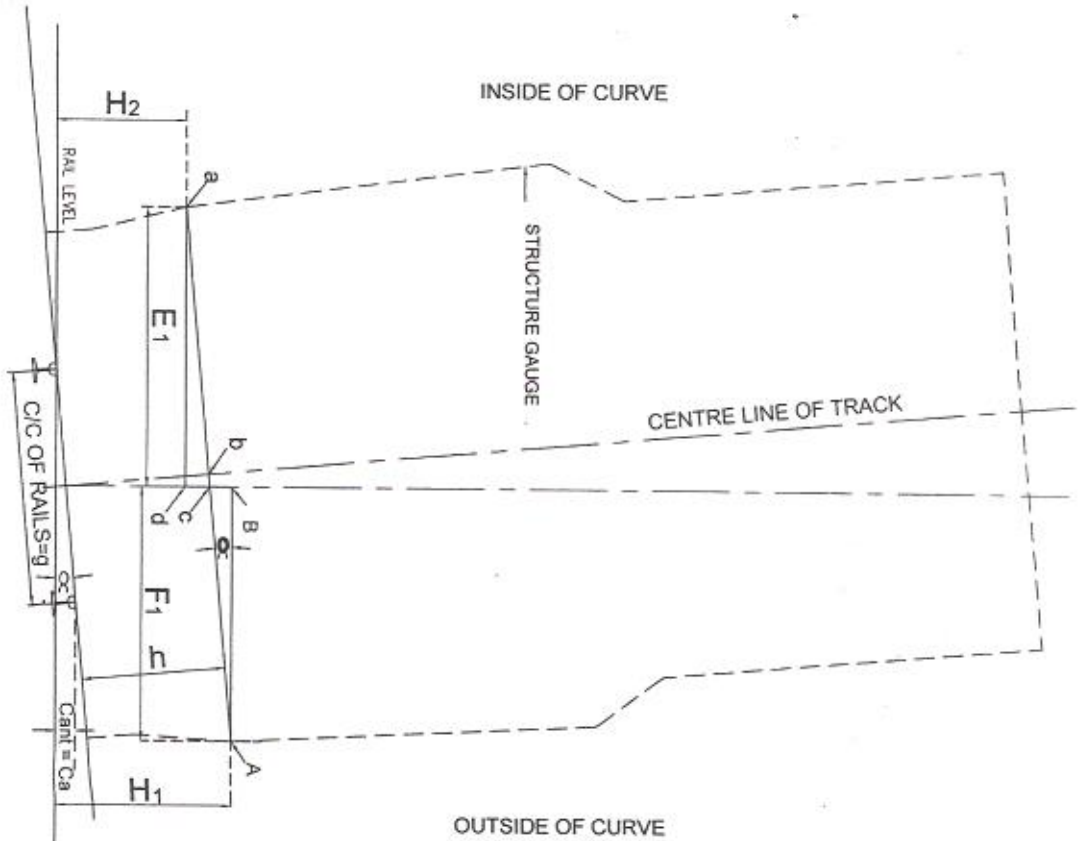 INSIDE OF CURVE
H2
RAIL LEVEL
a
STRUCTURE GAUGE
E1
CENTRE LINE OF TRACK
b
C/C OF RAILS=g
d
c
B
α
α
F1
h
Cant = Ca
A
H1
OUTSIDE OF CURVE